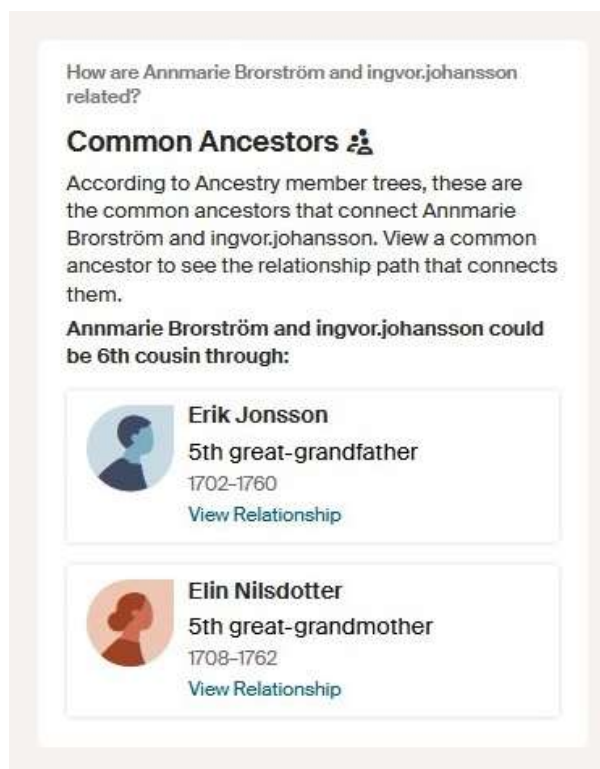 How are Annmarie Brorström and ingvor.johansson
related?
Common Ancestors
According to Ancestry member trees, these are
the common ancestors that connect Annmarie
Brorström and ingvor.johansson. View a common
ancestor to see the relationship path that connects
them.
Annmarie Brorström and ingvor.johansson could
be 6th cousin through:
Erik Jonsson
5th great-grandfather
1702–1760
View Relationship
Elin Nilsdotter
5th great-grandmother
1708–1762
View Relationship